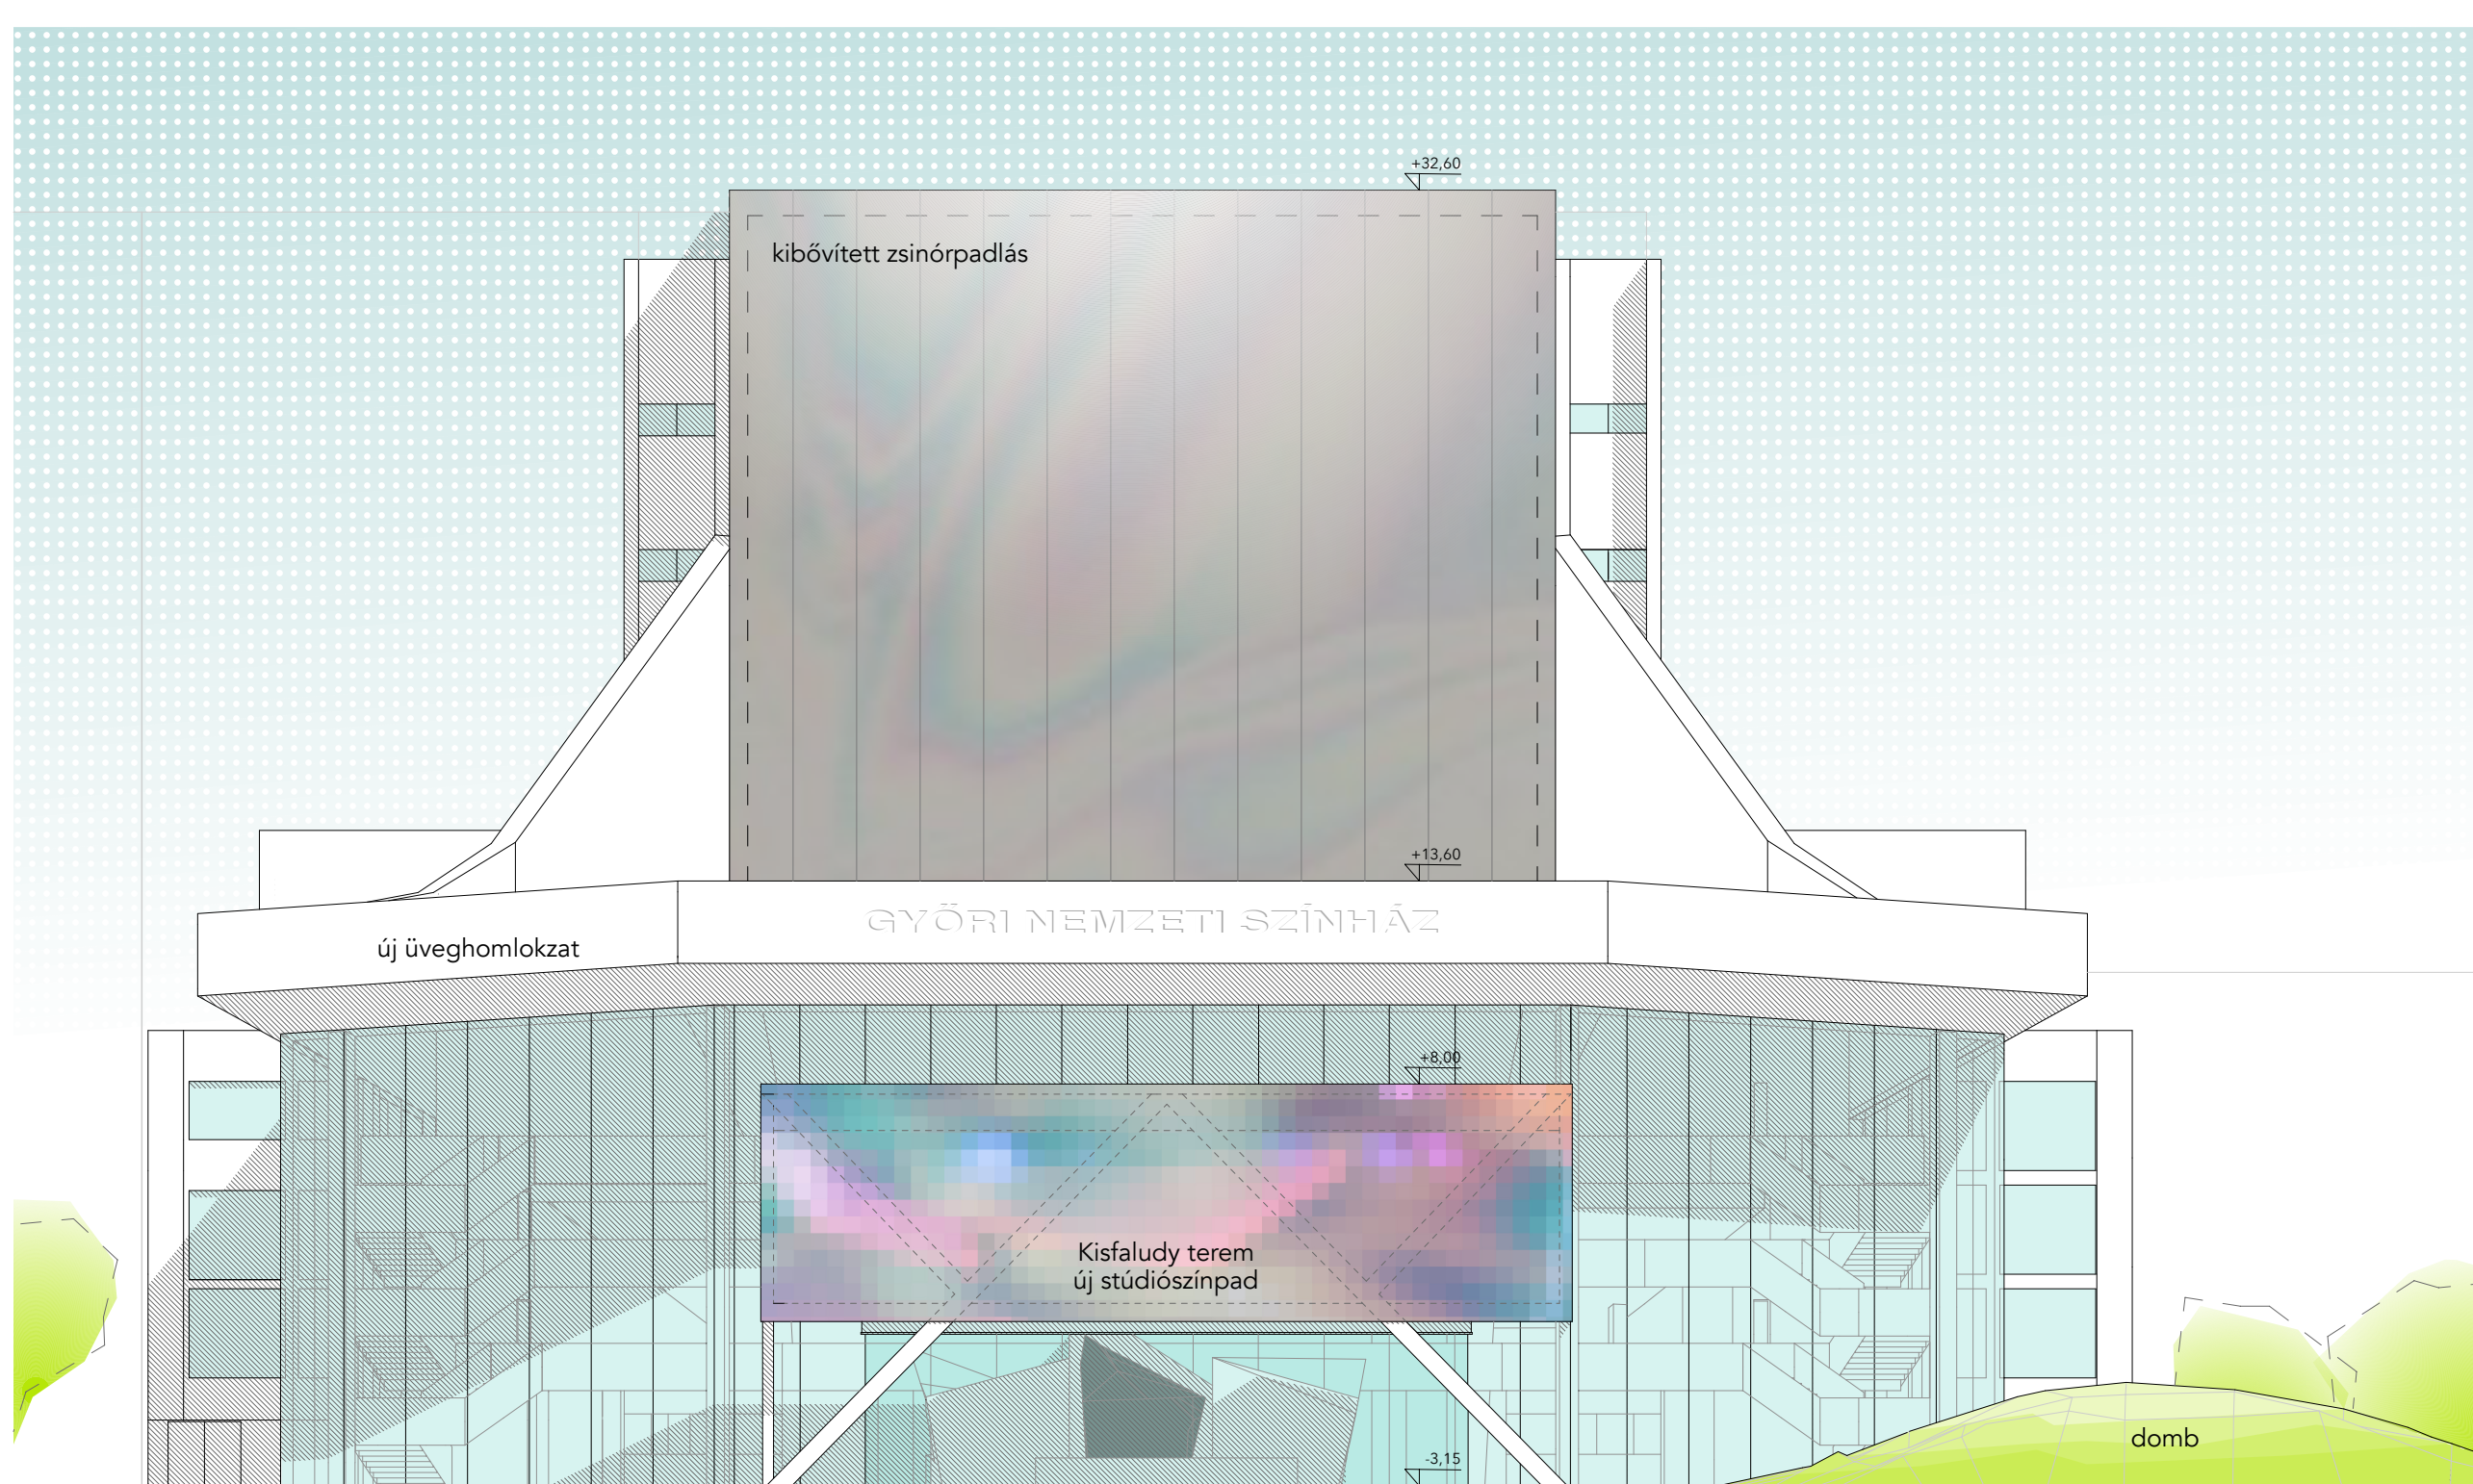 +32,60
kibővített zsinórpadlás
+13,60
GYŐRI NEMZETI SZÍNHÁZ
új üveghomlokzat
+8,00
Kisfaludy terem
új stúdiószínpad
domb
-3,15